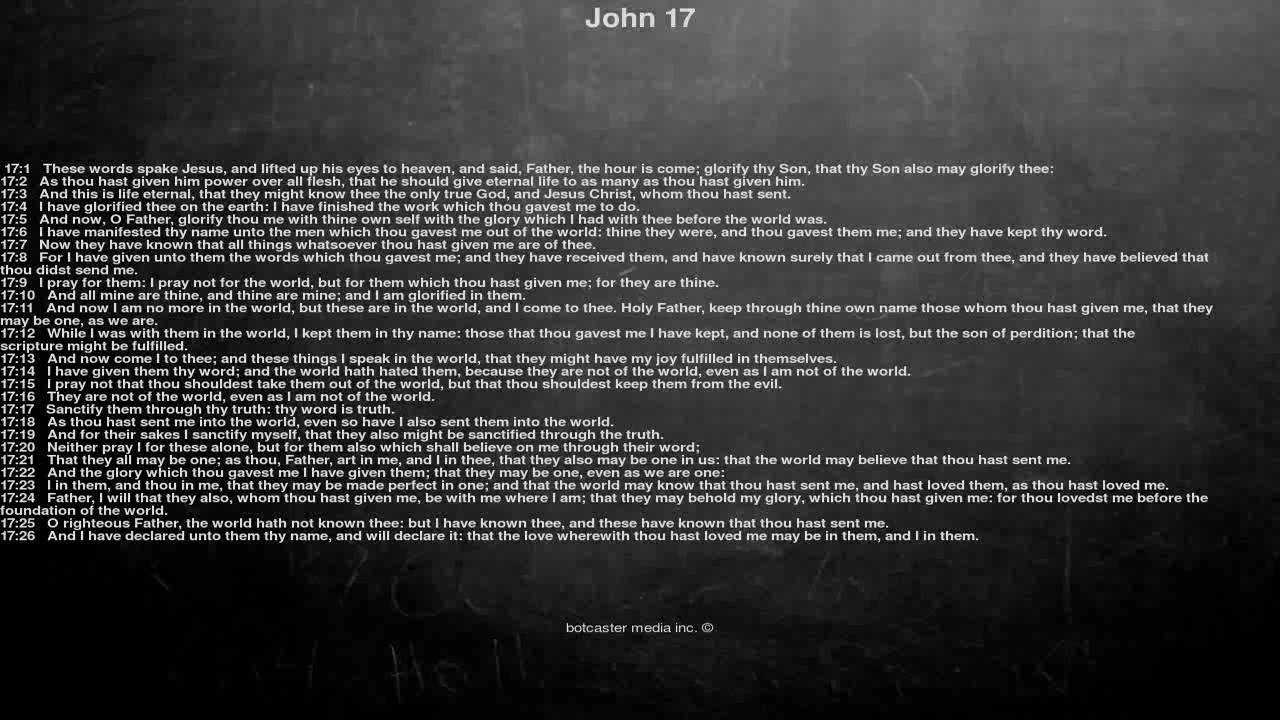 John 17
17:1 These words spake Jesus, and lifted up his eyes to heaven, and said, Father, the hour is come; glorify thy Son, that thy Son also may glorify thee:
17:2 As thou hast given him power over all flesh, that he should give eternal life to as many as thou hast given him.
17:3 And this is life eternal, that they might know thee the only true God, and Jesus Christ, whom thou hast sent.
17:4 I have glorified thee on the earth: I have finished the work which thou gavest me to do.
17:5 And now, O Father, glorify thou me with thine own self with the glory which I had with thee before the world was.
17:6 I have manifested thy name unto the men which thou gavest me out of the world: thine they were, and thou gavest them me; and they have kept thy word.
17:7 Now they have known that all things whatsoever thou hast given me are of thee.
17:8 For I have given unto them the words which thou gavest me; and they have received them, and have known surely that I came out from thee, and they have believed that
thou didst send me.
17:9 I pray for them: I pray not for the world, but for them which thou hast given me; for they are thine.
17:10 And all mine are thine, and thine are mine; and I am glorified in them.
17:11 And now I am no more in the world, but these are in the world, and I come to thee. Holy Father, keep through thine own name those whom thou hast given me, that they
may be one, as we are.
17:12 While I was with them in the world, I kept them in thy name: those that thou gavest me I have kept, and none of them is lost, but the son of perdition; that the
scripture might be fulfilled.
17:13 And now come I to thee; and these things I speak in the world, that they might have my joy fulfilled in themselves.
17:14 I have given them thy word; and the world hath hated them, because they are not of the world, even as I am not of the world.
17:15 I pray not that thou shouldest take them out of the world, but that thou shouldest keep them from the evil.
17:16 They are not of the world, even as I am not of the world.
17:17 Sanctify them through thy truth: thy word is truth.
17:18 As thou hast sent me into the world, even so have I also sent them into the world.
17:19 And for their sakes I sanctify myself, that they also might be sanctified through the truth.
17:20 Neither pray I for these alone, but for them also which shall believe on me through their word;
17:21 That they all may be one; as thou, Father, art in me, and I in thee, that they also may be one in us: that the world may believe that thou hast sent me.
17:22 And the glory which thou gavest me I have given them; that they may be one, even as we are one:
17:23 I in them, and thou in me, that they may be made perfect in one; and that the world may know that thou hast sent me, and hast loved them, as thou hast loved me.
17:24 Father, I will that they also, whom thou hast given me, be with me where I am; that they may behold my glory, which thou hast given me: for thou lovedst me before the
foundation of the world.
17:25 O righteous Father, the world hath not known thee: but I have known thee, and these have known that thou hast sent me.
17:26 And I have declared unto them thy name, and will declare it: that the love wherewith thou hast loved me may be in them, and I in them.
botcaster media inc. ©